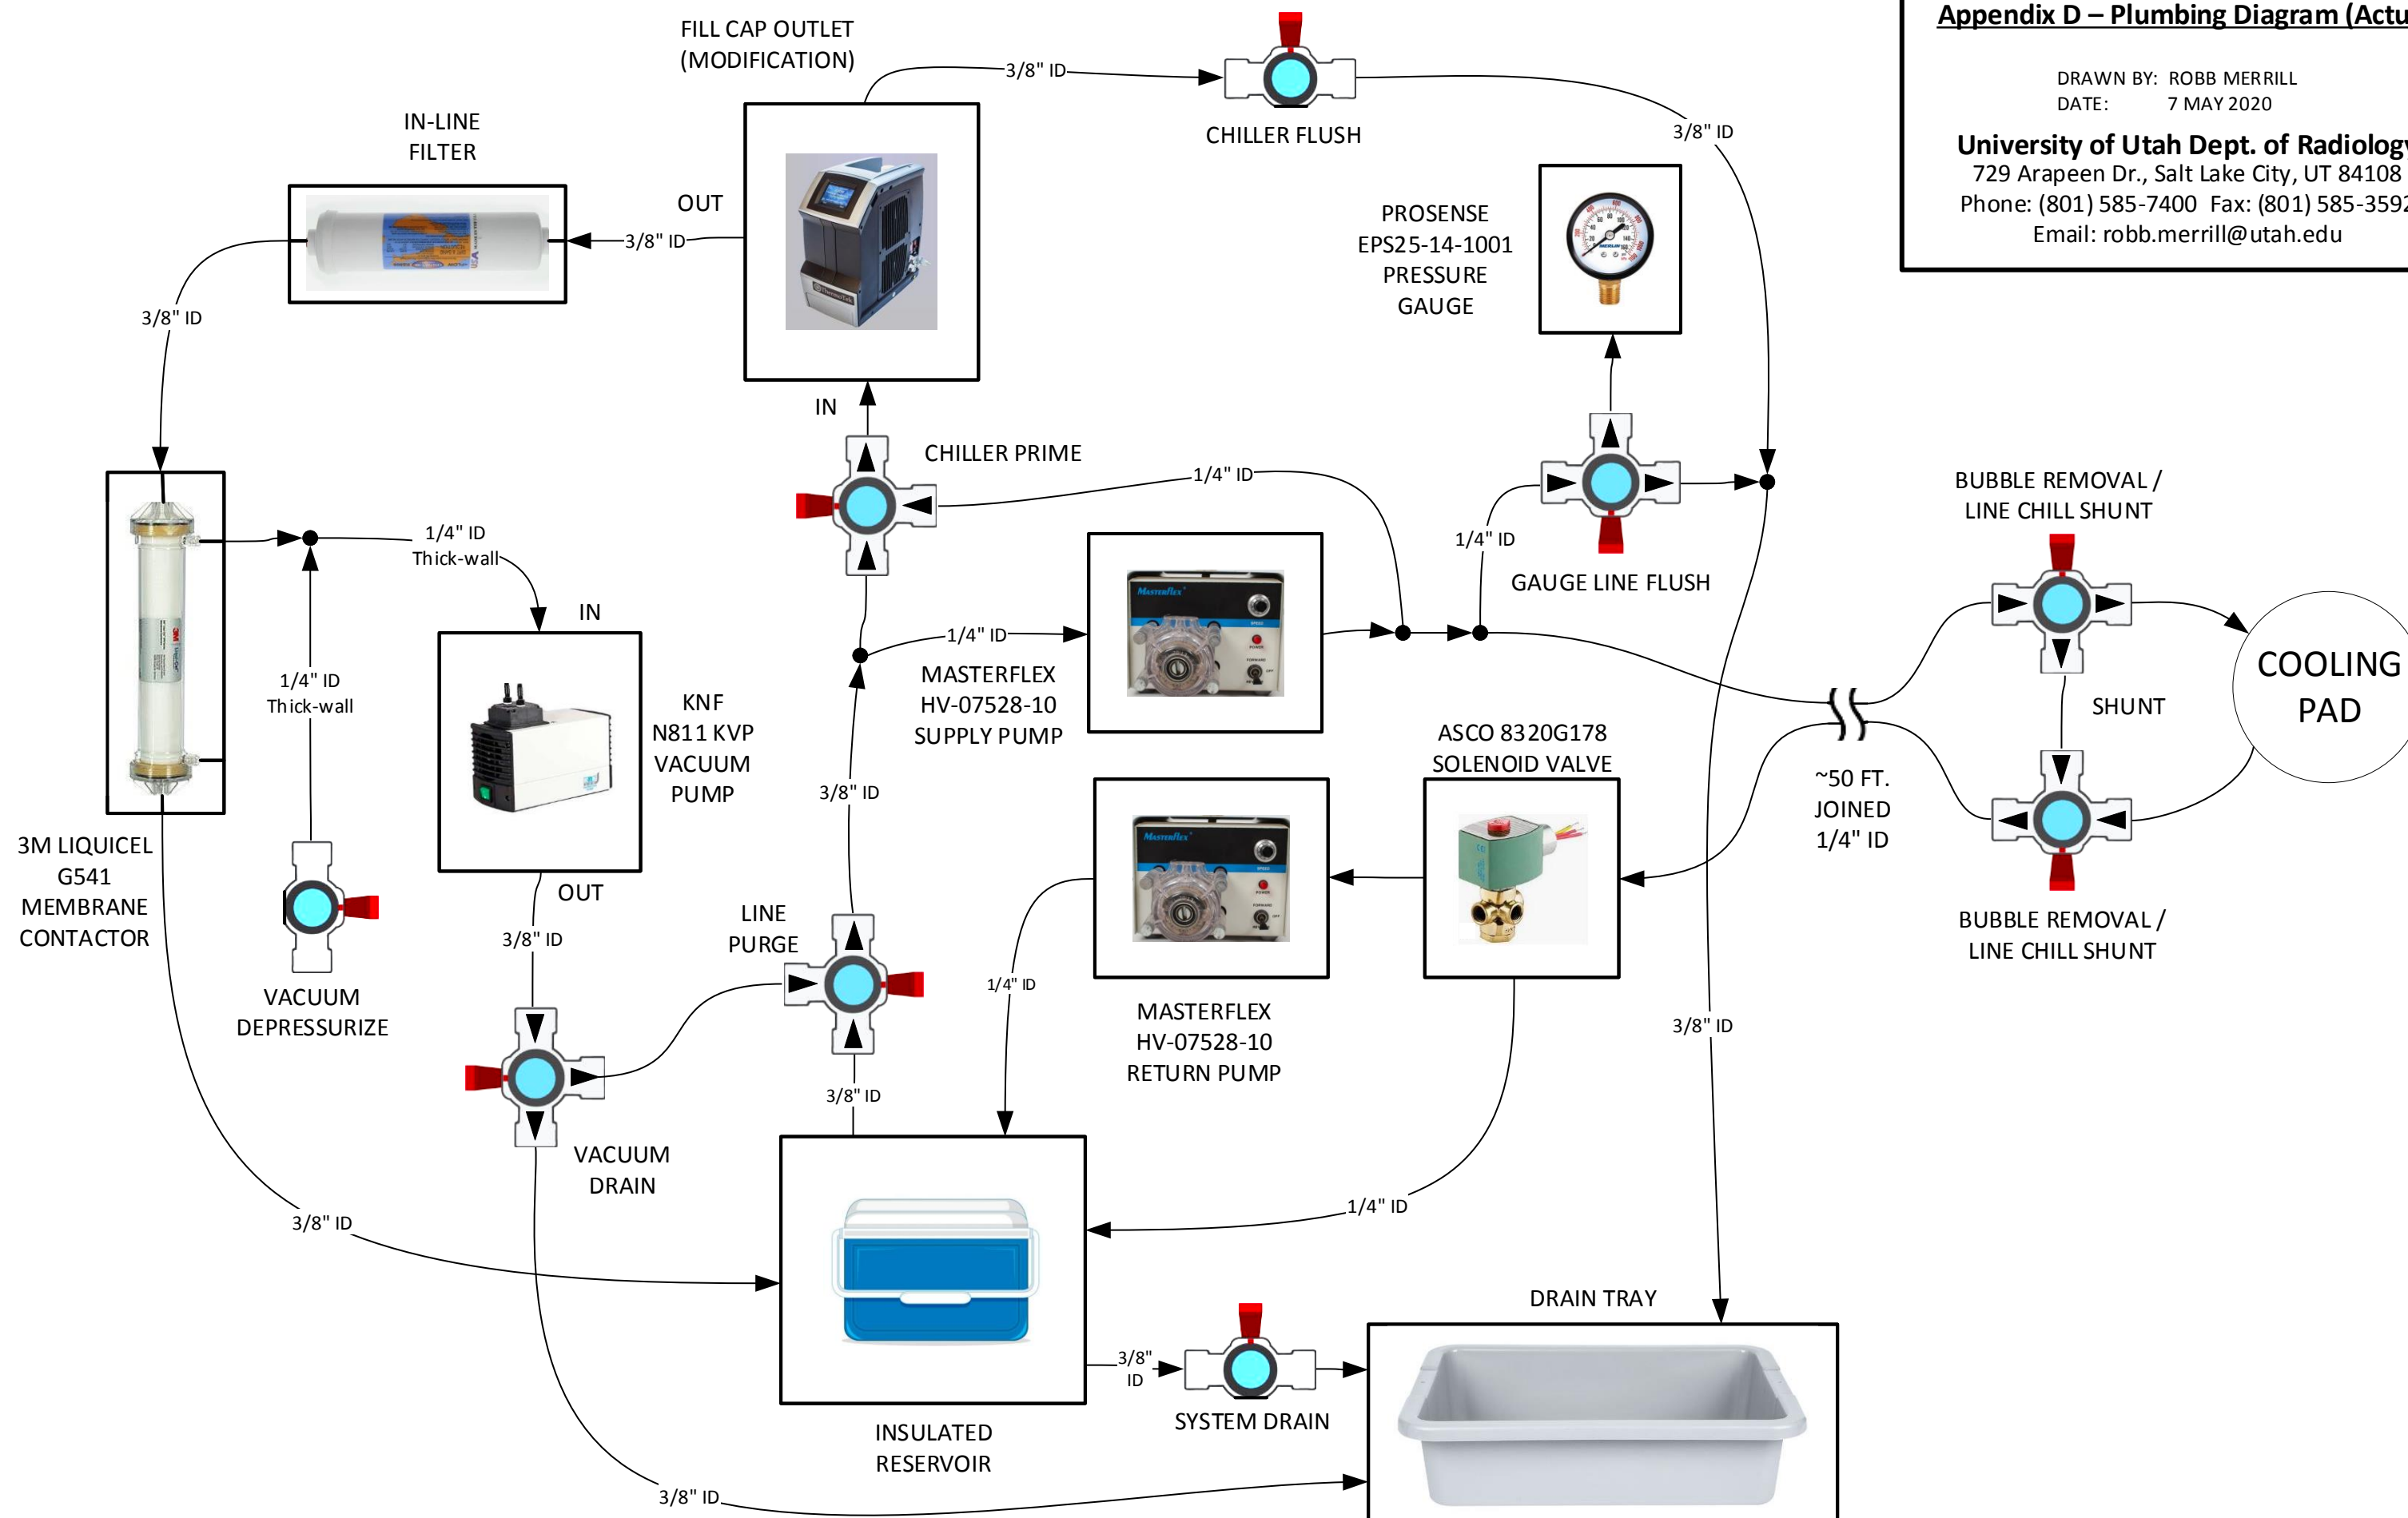 Appendix D – Plumbing Diagram (Actu
DRAWN BY: ROBB MERRILL
DATE: 7 MAY 2020
University of Utah Dept. of Radiology
729 Arapeen Dr., Salt Lake City, UT 84108
Phone: (801) 585-7400 Fax: (801) 585-3592
Email: robb.merrill@utah.edu
FILL CAP OUTLET
(MODIFICATION)
3/8" ID
CHILLER FLUSH
3/8" ID
IN-LINE
FILTER
OUT
3/8" ID
3/8" ID
IN
PROSENSE
EPS25-14-1001
PRESSURE
GAUGE
CHILLER PRIME
1/4" ID
1/4" ID
GAUGE LINE FLUSH
BUBBLE REMOVAL /
LINE CHILL SHUNT
1/4" ID
Thick-wall
IN
1/4" ID
Thick-wall
KNF
N811 KVP
VACUUM
PUMP
OUT
1/4" ID
MASTERFLEX
MASTERFLEX
HV-07528-10
SUPPLY PUMP
3/8" ID
SHUNT
COOLING
PAD
ASCO 8320G178
SOLENOID VALVE
~50 FT.
JOINED
1/4" ID
3M LIQUICEL
G541
MEMBRANE
CONTACTOR
VACUUM
DEPRESSURIZE
3/8" ID
LINE
PURGE
1/4" ID
MASTERFLEX
MASTERFLEX
HV-07528-10
RETURN PUMP
3/8" ID
BUBBLE REMOVAL /
LINE CHILL SHUNT
3/8" ID
VACUUM
DRAIN
3/8" ID
1/4" ID
INSULATED
RESERVOIR
3/8"
ID
SYSTEM DRAIN
DRAIN TRAY
3/8" ID